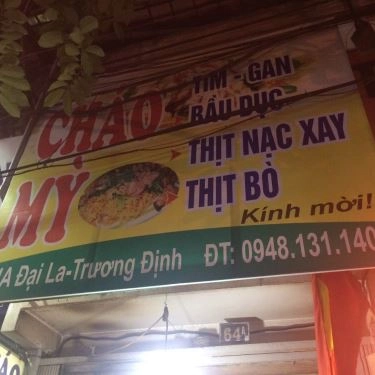 CHÁO
MỲ
TIM - GAN
BẦU DỤC
THỊT NẠC XAY
THỊT BÒ
Kính mời!
Đại La-Trương Định ĐT: 0948.131.140
64A